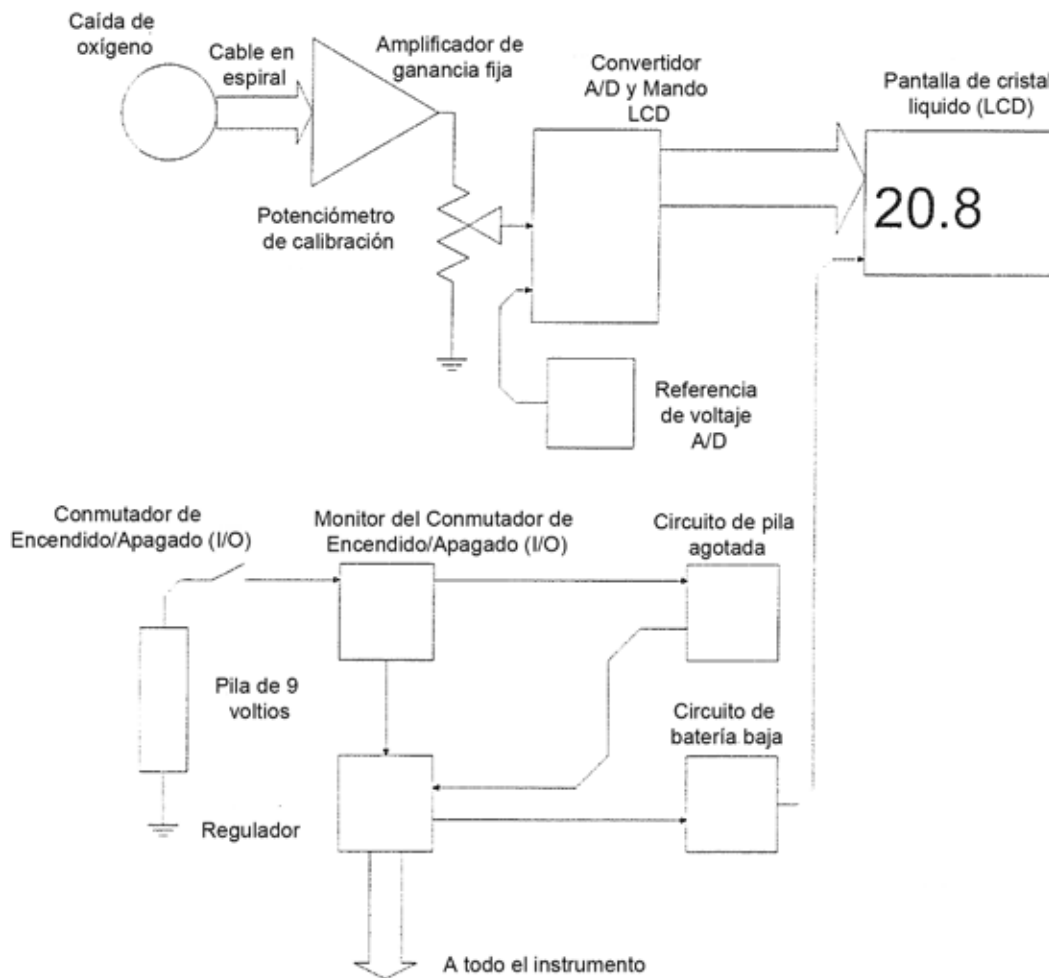 Caída de
oxígeno
Cable en
espiral
Amplificador de
ganancia fija
Convertidor
A/D y Mando
LCD
Pantalla de cristal
liquido (LCD)
20.8
Potenciómetro
de calibración
Referencia
de voltaje
A/D
Conmutador de
Encendido/Apagado (I/O)
Monitor del Conmutador de
Encendido/Apagado (I/O)
Circuito de pila
agotada
Pila de 9
voltios
Circuito de
batería baja
Regulador
A todo el instrumento